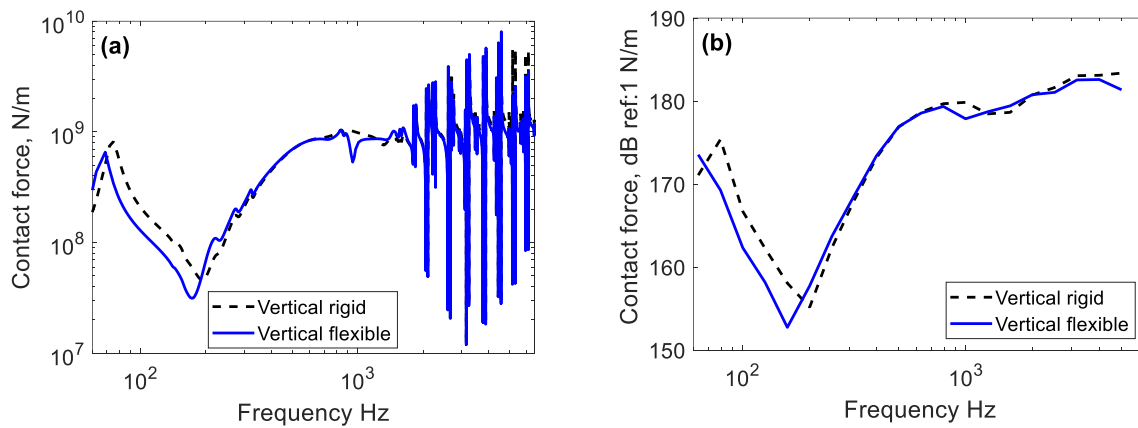 (a)
Contact force, N/m
10^10
10^9
10^8
10^7
Vertical rigid
Vertical flexible
10^2
10^3
Frequency Hz
(b)
Contact force, dB ref:1 N/m
190
180
170
160
150
Vertical rigid
Vertical flexible
10^2
10^3
Frequency Hz